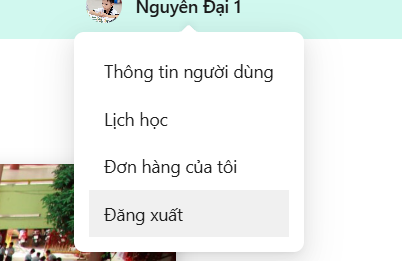 Nguyễn Đại 1
Thông tin người dùng
Lịch học
Đơn hàng của tôi
Đăng xuất